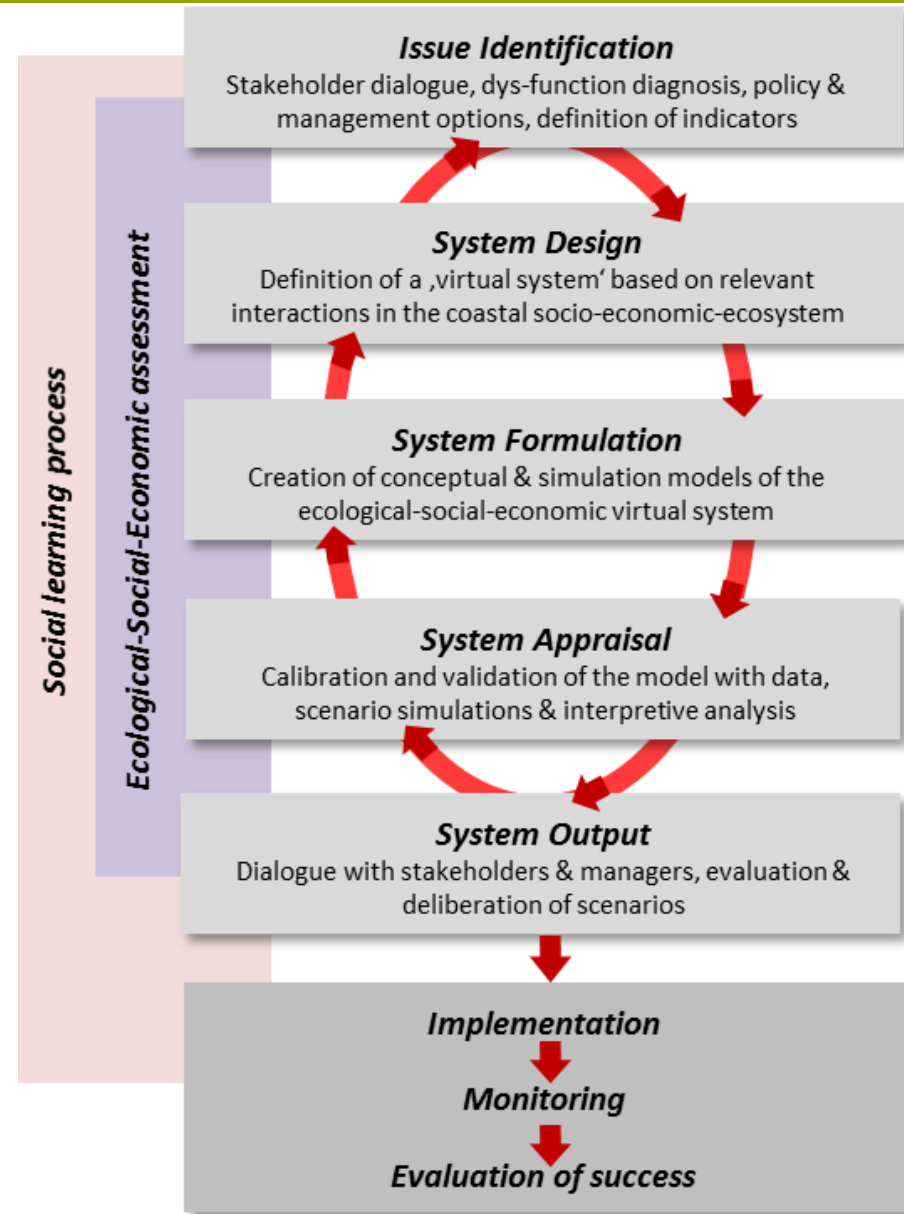 Issue Identification
Stakeholder dialogue, dys-function diagnosis, policy &
management options, definition of indicators
System Design
Definition of a ‚virtual system‘ based on relevant
interactions in the coastal socio-economic-ecosystem
System Formulation
Creation of conceptual & simulation models of the
ecological-social-economic virtual system
System Appraisal
Calibration and validation of the model with data,
scenario simulations & interpretive analysis
System Output
Dialogue with stakeholders & managers, evaluation &
deliberation of scenarios
Implementation
Monitoring
Evaluation of success
Social learning process
Ecological-Social-Economic assessment